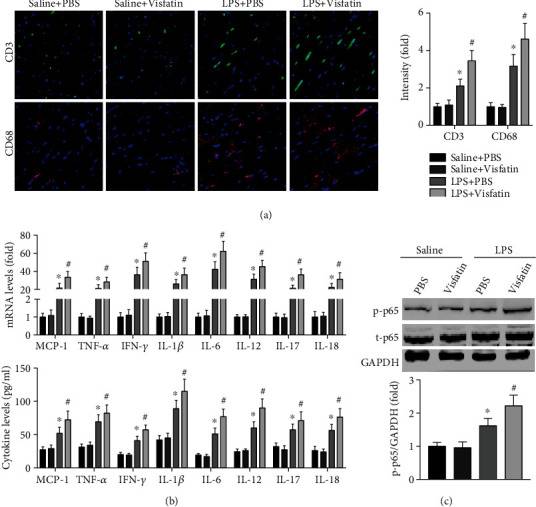 Saline+PBS Saline+Visfatin LPS+PBS LPS+Visfatin
CD3
CD68
Intensity (fold)
6
4
2
0
*
#
*
#
CD3 CD68
Saline+PBS
Saline+Visfatin
LPS+PBS
LPS+Visfatin
(a)
mRNA levels (fold)
80
60
40
20
2
1
0
* # * # * # * # * # * # * # * #
MCP-1 TNF-α IFN-γ IL-1β IL-6 IL-12 IL-17 IL-18
Cytokine levels (pg/ml)
150
100
50
0
* # * # * # * # * # * # * # * #
MCP-1 TNF-α IFN-γ IL-1β IL-6 IL-12 IL-17 IL-18
(b)
Saline LPS
PBS Visfatin PBS Visfatin
p-p65
t-p65
GAPDH
p-p65/GAPDH (fold)
3
2
1
0
* #
(c)